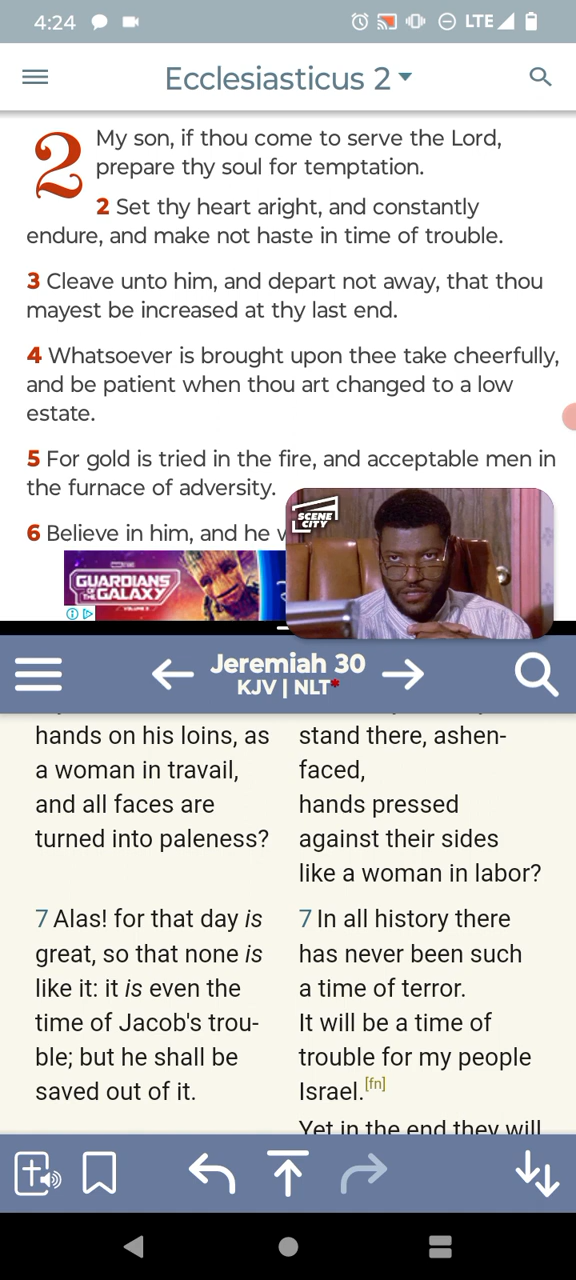 4:24
LTE
Ecclesiasticus 2
2 My son, if thou come to serve the Lord,
prepare thy soul for temptation.
2 Set thy heart aright, and constantly
endure, and make not haste in time of trouble.
3 Cleave unto him, and depart not away, that thou
mayest be increased at thy last end.
4 Whatsoever is brought upon thee take cheerfully,
and be patient when thou art changed to a low
estate.
5 For gold is tried in the fire, and acceptable men in
the furnace of adversity.
6 Believe in him, and he
SCENE
CITY
GUARDIANS
OF THE
GALAXY
VOLUME 3
Jeremiah 30
KJV | NLT*
hands on his loins, as
a woman in travail,
and all faces are
turned into paleness?
7 Alas! for that day is
great, so that none is
like it: it is even the
time of Jacob's trou-
ble; but he shall be
saved out of it.
stand there, ashen-
faced,
hands pressed
against their sides
like a woman in labor?
7 In all history there
has never been such
a time of terror.
It will be a time of
trouble for my people
Israel.[fn]
Yet in the end they will